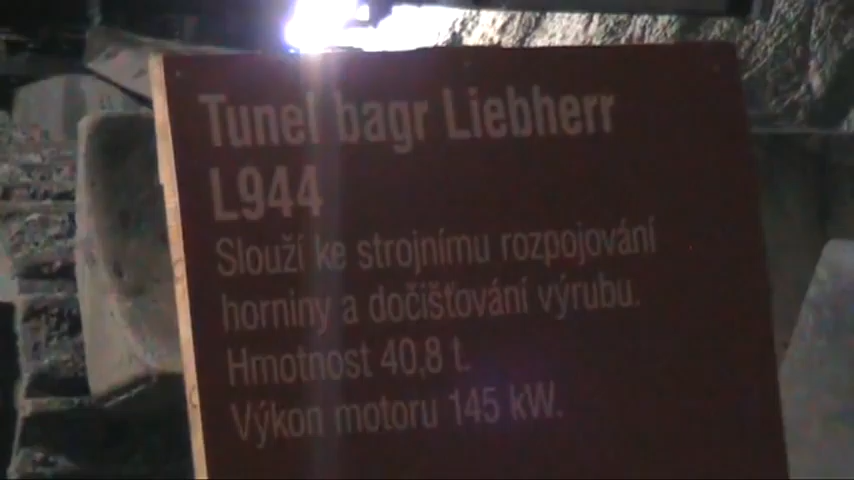 Tunel bagr Liebherr
L944
Slouží ke strojnímu rozpojování
horniny a dočišťování výrubu.
Hmotnost 40,8 t.
Výkon motoru 145 kW.